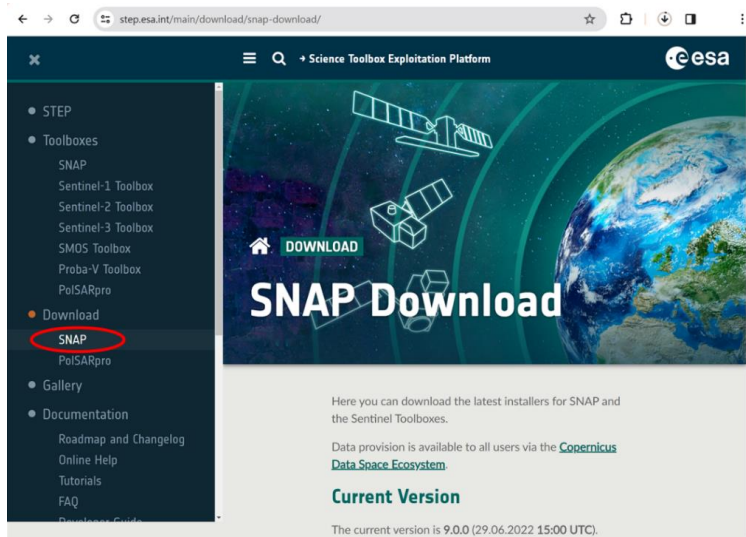 step.esa.int/main/download/snap-download/
→ Science Toolbox Exploitation Platform
esa
STEP
Toolboxes
SNAP
Sentinel-1 Toolbox
Sentinel-2 Toolbox
Sentinel-3 Toolbox
SMOS Toolbox
Proba-V Toolbox
PolSARpro
Download
SNAP
PolSARpro
Gallery
Documentation
Roadmap and Changelog
Online Help
Tutorials
FAQ
Developer Guide
DOWNLOAD
SNAP Download
Here you can download the latest installers for SNAP and
the Sentinel Toolboxes.
Data provision is available to all users via the Copernicus
Data Space Ecosystem.
Current Version
The current version is 9.0.0 (29.06.2022 15:00 UTC).